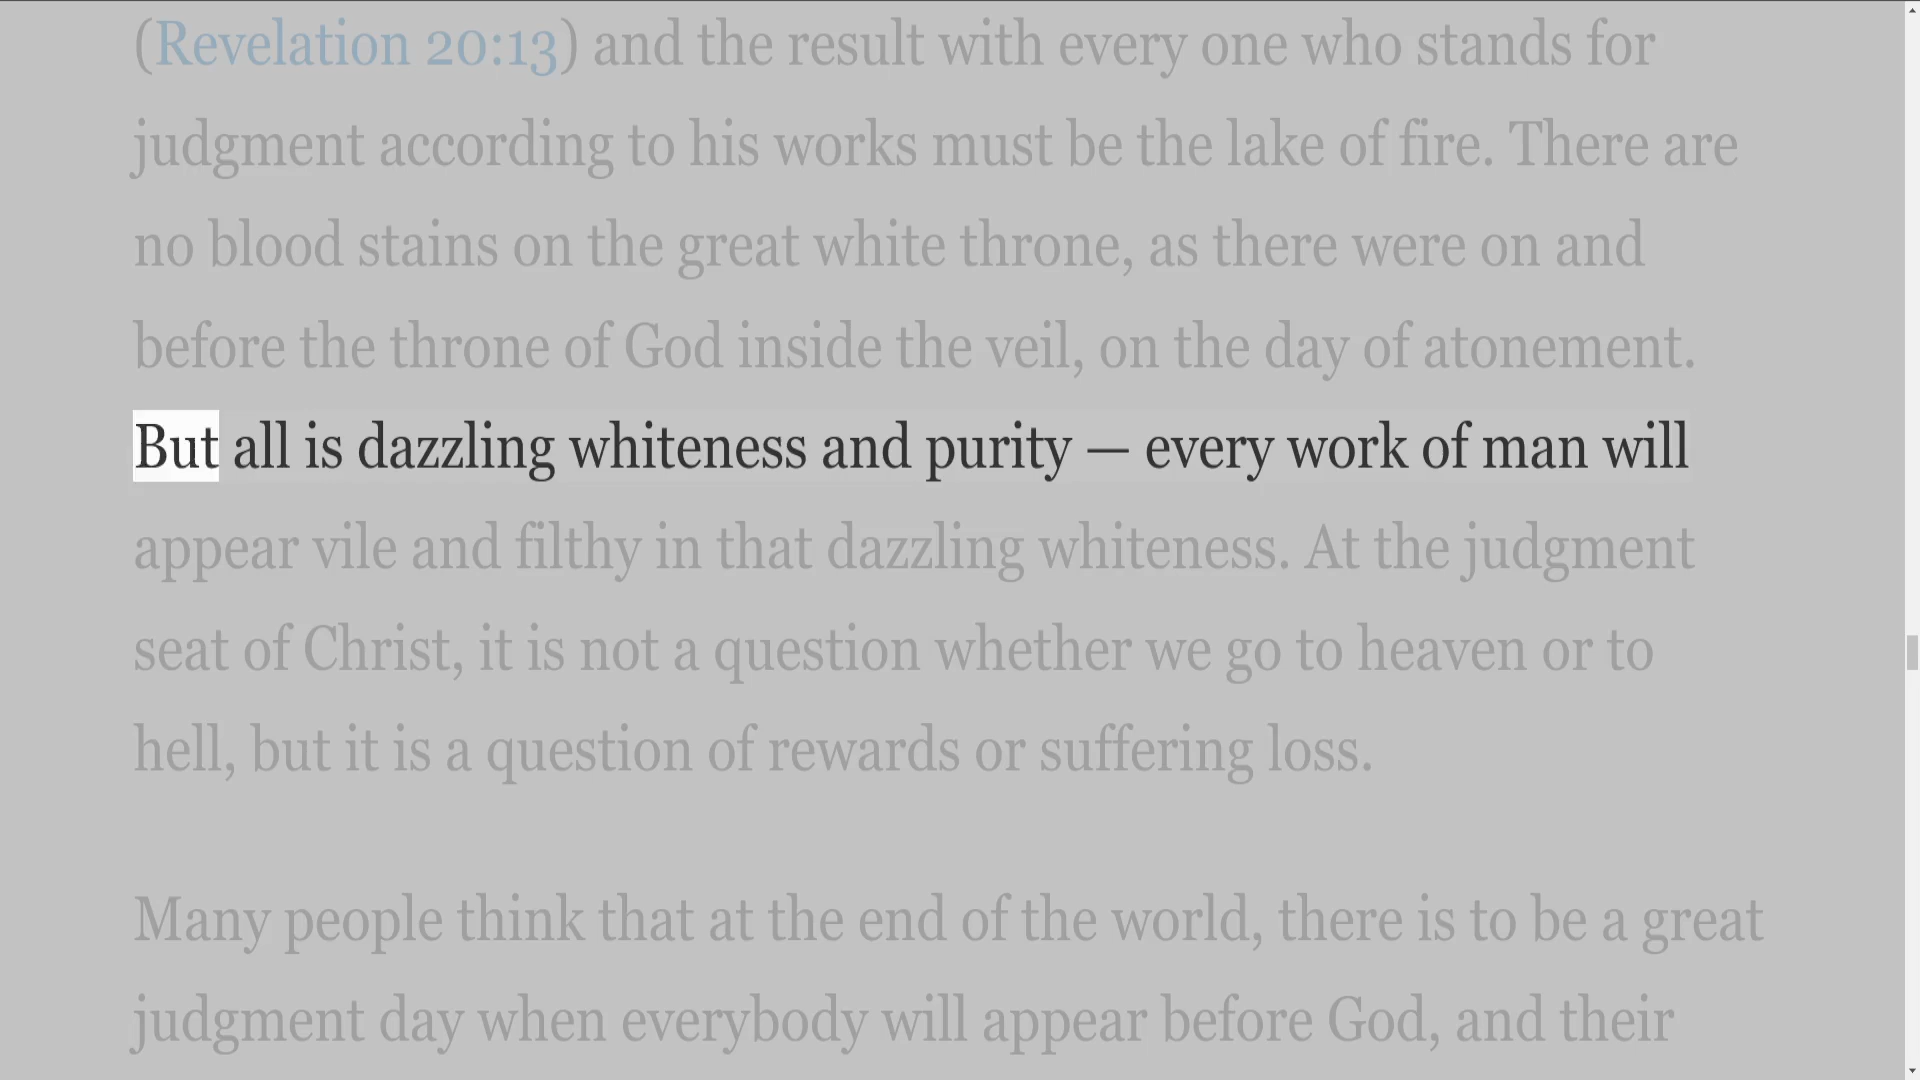 (Revelation 20:13) and the result with every one who stands for
judgment according to his works must be the lake of fire. There are
no blood stains on the great white throne, as there were on and
before the throne of God inside the veil, on the day of atonement.
But all is dazzling whiteness and purity — every work of man will
appear vile and filthy in that dazzling whiteness. At the judgment
seat of Christ, it is not a question whether we go to heaven or to
hell, but it is a question of rewards or suffering loss.
Many people think that at the end of the world, there is to be a great
judgment day when everybody will appear before God, and their